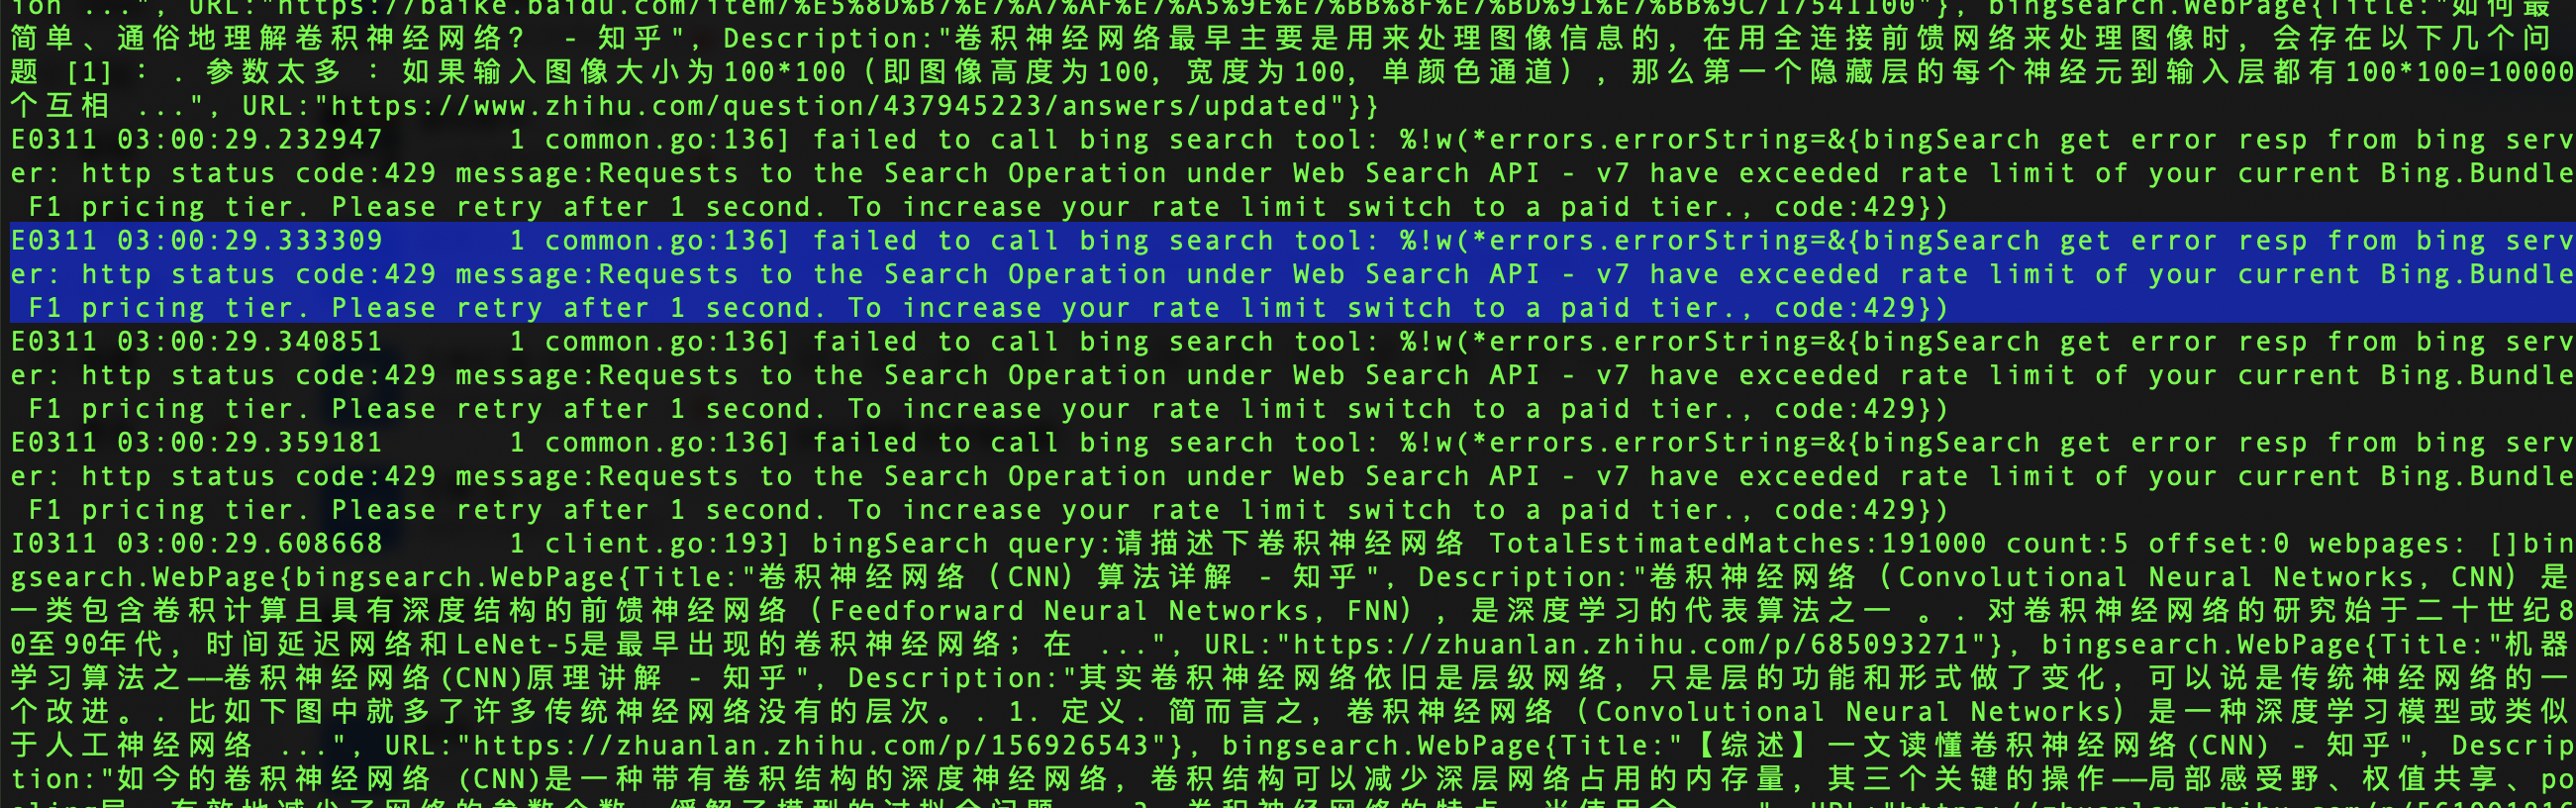 ion ...", URL:"https://baike.baidu.com/item/%E5%8D%B7%E7%A7%AF%E7%A5%9E%E7%BB%8F%E7%BD%91%E7%BB%9C/17541100"}, bingsearch.WebPage{Title:"如何最
简单、通俗地理解卷积神经网络? - 知乎", Description:"卷积神经网络最早主要是用来处理图像信息的, 在用全连接前馈网络来处理图像时, 会存在以下几个问
题 [1] : . 参数太多 : 如果输入图像大小为100*100 (即图像高度为100, 宽度为100, 单颜色通道) , 那么第一个隐藏层的每个神经元到输入层都有100*100=10000
个互相 ...", URL:"https://www.zhihu.com/question/437945223/answers/updated"}}
E0311 03:00:29.232947       1 common.go:136] failed to call bing search tool: %!w(*errors.errorString=&{bingSearch get error resp from bing serv
er: http status code:429 message:Requests to the Search Operation under Web Search API - v7 have exceeded rate limit of your current Bing.Bundle
 F1 pricing tier. Please retry after 1 second. To increase your rate limit switch to a paid tier., code:429})
E0311 03:00:29.333309       1 common.go:136] failed to call bing search tool: %!w(*errors.errorString=&{bingSearch get error resp from bing serv
er: http status code:429 message:Requests to the Search Operation under Web Search API - v7 have exceeded rate limit of your current Bing.Bundle
 F1 pricing tier. Please retry after 1 second. To increase your rate limit switch to a paid tier., code:429})
E0311 03:00:29.340851       1 common.go:136] failed to call bing search tool: %!w(*errors.errorString=&{bingSearch get error resp from bing serv
er: http status code:429 message:Requests to the Search Operation under Web Search API - v7 have exceeded rate limit of your current Bing.Bundle
 F1 pricing tier. Please retry after 1 second. To increase your rate limit switch to a paid tier., code:429})
E0311 03:00:29.359181       1 common.go:136] failed to call bing search tool: %!w(*errors.errorString=&{bingSearch get error resp from bing serv
er: http status code:429 message:Requests to the Search Operation under Web Search API - v7 have exceeded rate limit of your current Bing.Bundle
 F1 pricing tier. Please retry after 1 second. To increase your rate limit switch to a paid tier., code:429})
I0311 03:00:29.608668       1 client.go:193] bingSearch query:请描述下卷积神经网络 TotalEstimatedMatches:191000 count:5 offset:0 webpages: []bin
gsearch.WebPage{bingsearch.WebPage{Title:"卷积神经网络 (CNN) 算法详解 - 知乎", Description:"卷积神经网络 (Convolutional Neural Networks, CNN) 是
一类包含卷积计算且具有深度结构的前馈神经网络 (Feedforward Neural Networks, FNN) , 是深度学习的代表算法之一 。. 对卷积神经网络的研究始于二十世纪8
0至90年代, 时间延迟网络和LeNet-5是最早出现的卷积神经网络; 在 ...", URL:"https://zhuanlan.zhihu.com/p/685093271"}, bingsearch.WebPage{Title:"机器
学习算法之——卷积神经网络(CNN)原理讲解 - 知乎", Description:"其实卷积神经网络依旧是层级网络, 只是层的功能和形式做了变化, 可以说是传统神经网络的一
个改进。. 比如下图中就多了许多传统神经网络没有的层次。. 1. 定义. 简而言之, 卷积神经网络 (Convolutional Neural Networks) 是一种深度学习模型或类似
于人工神经网络 ...", URL:"https://zhuanlan.zhihu.com/p/156926543"}, bingsearch.WebPage{Title:"【综述】一文读懂卷积神经网络(CNN) - 知乎", Descrip
tion:"如今的卷积神经网络 (CNN)是一种带有卷积结构的深度神经网络, 卷积结构可以减少深层网络占用的内存量, 其三个关键的操作——局部感受野、权值共享、po